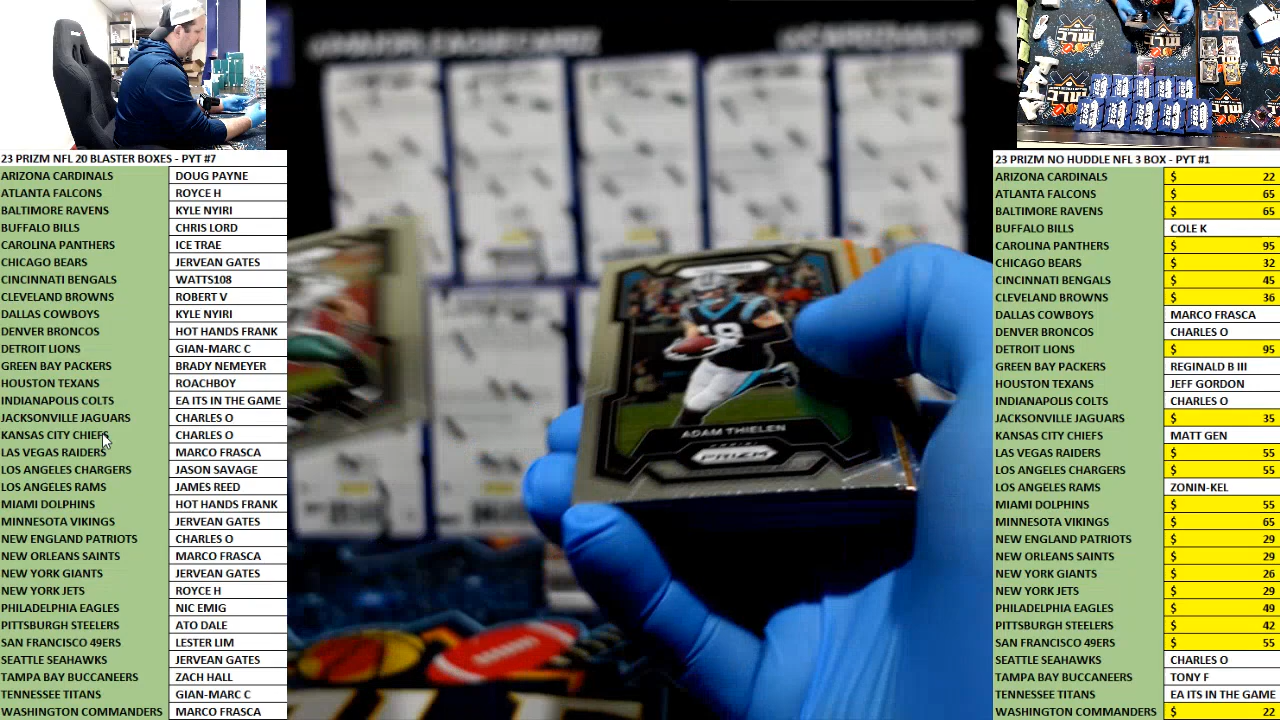 23 PRIZM NFL 20 BLASTER BOXES - PYT #7
ARIZONA CARDINALS DOUG PAYNE
ATLANTA FALCONS ROYCE H
BALTIMORE RAVENS KYLE NYIRI
BUFFALO BILLS CHRIS LORD
CAROLINA PANTHERS ICE TRAE
CHICAGO BEARS JERVEAN GATES
CINCINNATI BENGALS WATTS108
CLEVELAND BROWNS ROBERT V
DALLAS COWBOYS KYLE NYIRI
DENVER BRONCOS HOT HANDS FRANK
DETROIT LIONS GIAN-MARC C
GREEN BAY PACKERS BRADY NEMEYER
HOUSTON TEXANS ROACHBOY
INDIANAPOLIS COLTS EA ITS IN THE GAME
JACKSONVILLE JAGUARS CHARLES O
KANSAS CITY CHIEFS CHARLES O
LAS VEGAS RAIDERS MARCO FRASCA
LOS ANGELES CHARGERS JASON SAVAGE
LOS ANGELES RAMS JAMES REED
MIAMI DOLPHINS HOT HANDS FRANK
MINNESOTA VIKINGS JERVEAN GATES
NEW ENGLAND PATRIOTS CHARLES O
NEW ORLEANS SAINTS MARCO FRASCA
NEW YORK GIANTS JERVEAN GATES
NEW YORK JETS ROYCE H
PHILADELPHIA EAGLES NIC EMIG
PITTSBURGH STEELERS ATO DALE
SAN FRANCISCO 49ERS LESTER LIM
SEATTLE SEAHAWKS JERVEAN GATES
TAMPA BAY BUCCANEERS ZACH HALL
TENNESSEE TITANS GIAN-MARC C
WASHINGTON COMMANDERS MARCO FRASCA
ADAM THIELEN
PANINI
PRIZM
23 PRIZM NO HUDDLE NFL 3 BOX - PYT #1
ARIZONA CARDINALS $ 22
ATLANTA FALCONS $ 65
BALTIMORE RAVENS $ 65
BUFFALO BILLS COLE K
CAROLINA PANTHERS $ 95
CHICAGO BEARS $ 32
CINCINNATI BENGALS $ 45
CLEVELAND BROWNS $ 36
DALLAS COWBOYS MARCO FRASCA
DENVER BRONCOS CHARLES O
DETROIT LIONS $ 95
GREEN BAY PACKERS REGINALD B III
HOUSTON TEXANS JEFF GORDON
INDIANAPOLIS COLTS CHARLES O
JACKSONVILLE JAGUARS $ 35
KANSAS CITY CHIEFS MATT GEN
LAS VEGAS RAIDERS $ 55
LOS ANGELES CHARGERS $ 55
LOS ANGELES RAMS ZONIN-KEL
MIAMI DOLPHINS $ 55
MINNESOTA VIKINGS $ 65
NEW ENGLAND PATRIOTS $ 29
NEW ORLEANS SAINTS $ 29
NEW YORK GIANTS $ 26
NEW YORK JETS $ 29
PHILADELPHIA EAGLES $ 49
PITTSBURGH STEELERS $ 42
SAN FRANCISCO 49ERS $ 55
SEATTLE SEAHAWKS CHARLES O
TAMPA BAY BUCCANEERS TONY F
TENNESSEE TITANS EA ITS IN THE GAME
WASHINGTON COMMANDERS $ 22